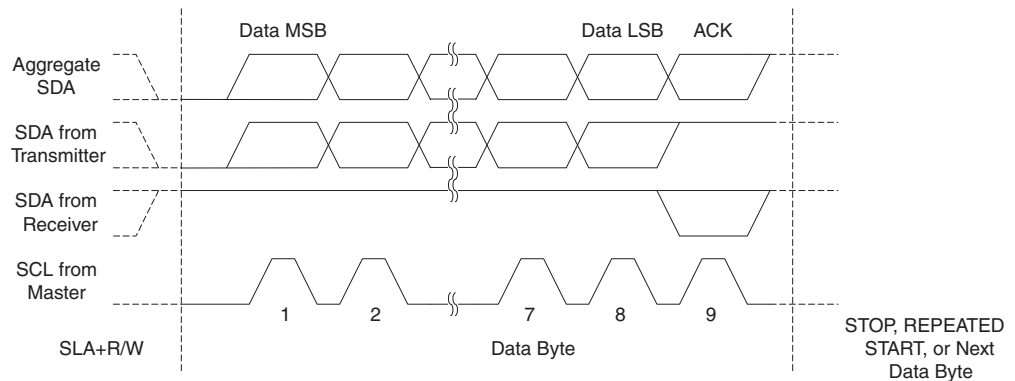 Data MSB
Data LSB
ACK
Aggregate
SDA
SDA from
Transmitter
SDA from
Receiver
SCL from
Master
1
2
7
8
9
SLA+R/W
Data Byte
STOP, REPEATED
START, or Next
Data Byte